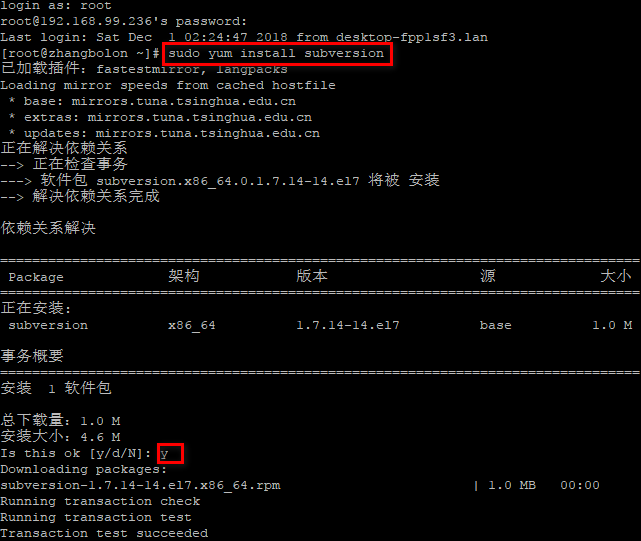 login as: root
root@192.168.99.236's password:
Last login: Sat Dec  1 02:24:47 2018 from desktop-fpp1sf3.lan
[root@zhangbolon ~]# sudo yum install subversion
已加载插件: fastestmirror, langpacks
Loading mirror speeds from cached hostfile
 * base: mirrors.tuna.tsinghua.edu.cn
 * extras: mirrors.tuna.tsinghua.edu.cn
 * updates: mirrors.tuna.tsinghua.edu.cn
正在解决依赖关系
--> 正在检查事务
---> 软件包 subversion.x86_64.0.1.7.14-14.el7 将被 安装
--> 解决依赖关系完成
依赖关系解决
================================================================================
 Package 架构 版本 源 大小
================================================================================
正在安装:
 subversion x86_64 1.7.14-14.el7 base 1.0 M
事务概要
================================================================================
安装  1 软件包
总下载量: 1.0 M
安装大小: 4.6 M
Is this ok [y/d/N]: y
Downloading packages:
subversion-1.7.14-14.el7.x86_64.rpm | 1.0 MB 00:00
Running transaction check
Running transaction test
Transaction test succeeded